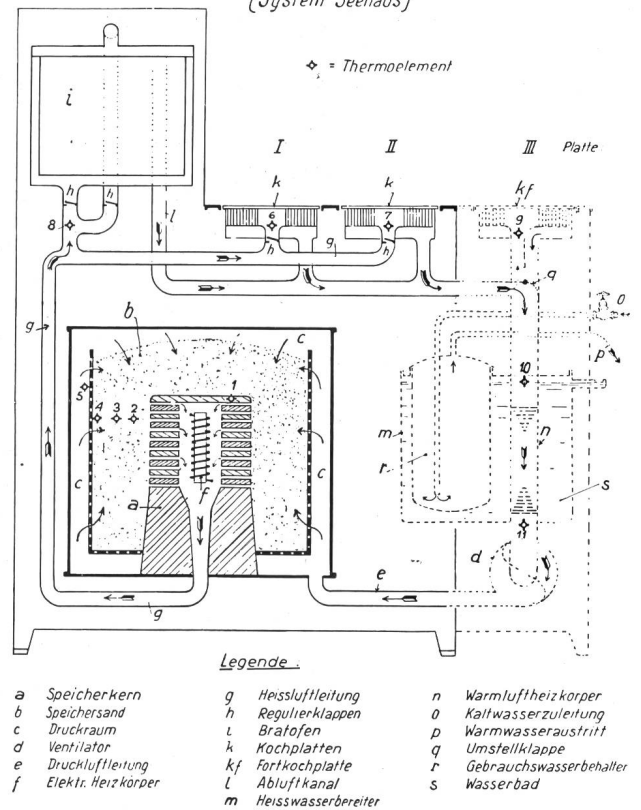 (System Seehaus)
= Thermoelement
I II III Platte
k k kf
i
h h
8
l
6 7 9
g h h
q
g
b
c c
o
p
5 4 3 2 1
10
m n
r
c c
s
a f
11
d
e
g
Legende:
a Speicherkern
b Speichersand
c Druckraum
d Ventilator
e Druckluftleitung
f Elektr. Heizkörper
g Heissluftleitung
h Regulierklappen
i Bratofen
k Kochplatten
kf Fortkochplatte
l Abluftkanal
m Heisswasserbereiter
n Warmluftheizkörper
o Kaltwasserzuleitung
p Warmwasseraustritt
q Umstellklappe
r Gebrauchswasserbehälter
s Wasserbad